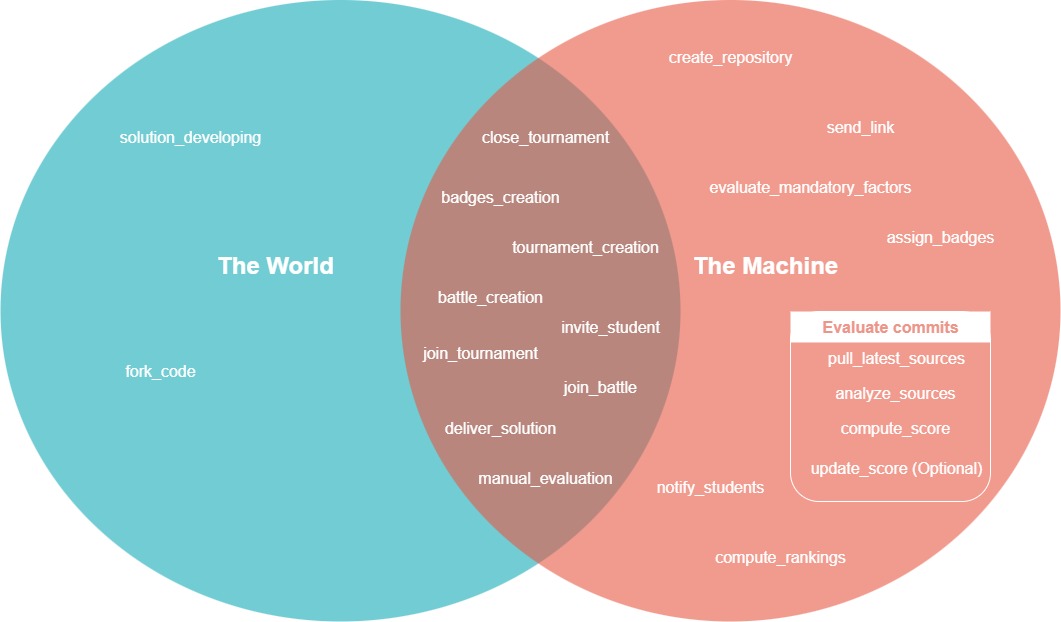 create_repository
solution_developing
close_tournament
send_link
badges_creation
evaluate_mandatory_factors
tournament_creation
assign_badges
The World
The Machine
battle_creation
invite_student
Evaluate commits
join_tournament
pull_latest_sources
fork_code
join_battle
analyze_sources
deliver_solution
compute_score
manual_evaluation
update_score (Optional)
notify_students
compute_rankings